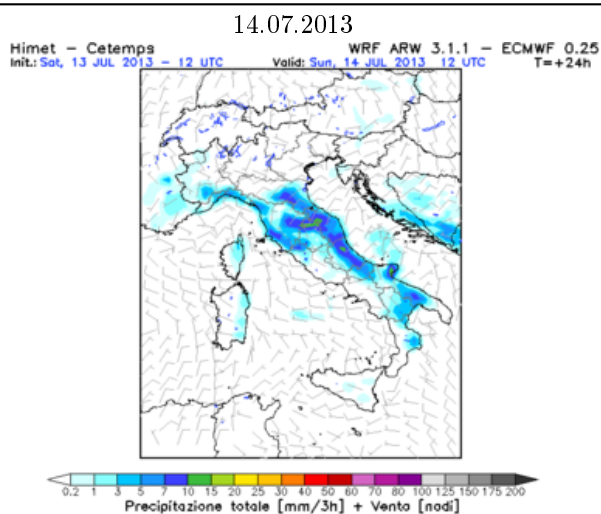 14.07.2013
Himet – Cetemps WRF ARW 3.1.1 – ECMWF 0.25
Init.: Sat, 13 JUL 2013 – 12 UTC Valid: Sun, 14 JUL 2013 12 UTC T=+24h
0.2 1 3 5 7 10 15 20 25 30 40 50 60 70 80 100 125 150 175 200
Precipitazione totale [mm/3h] + Vento [nodi]